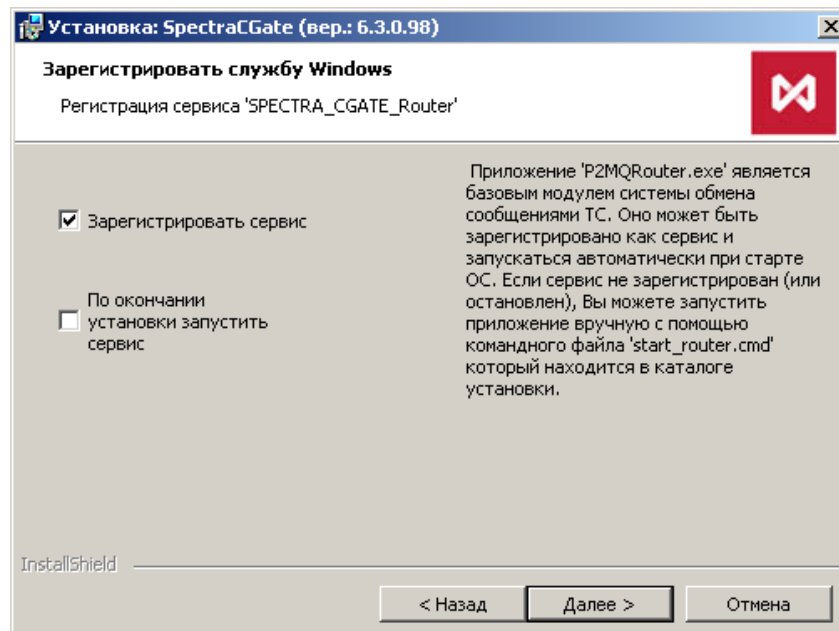 Установка: SpectraCGate (вер.: 6.3.0.98)
Зарегистрировать службу Windows
Регистрация сервиса 'SPECTRA_CGATE_Router'
Зарегистрировать сервис
По окончании
установки запустить
сервис
Приложение 'P2MQRouter.exe' является
базовым модулем системы обмена
сообщениями ТС. Оно может быть
зарегистрировано как сервис и
запускаться автоматически при старте
ОС. Если сервис не зарегистрирован (или
остановлен), Вы можете запустить
приложение вручную с помощью
командного файла 'start_router.cmd'
который находится в каталоге
установки.
InstallShield
< Назад
Далее >
Отмена